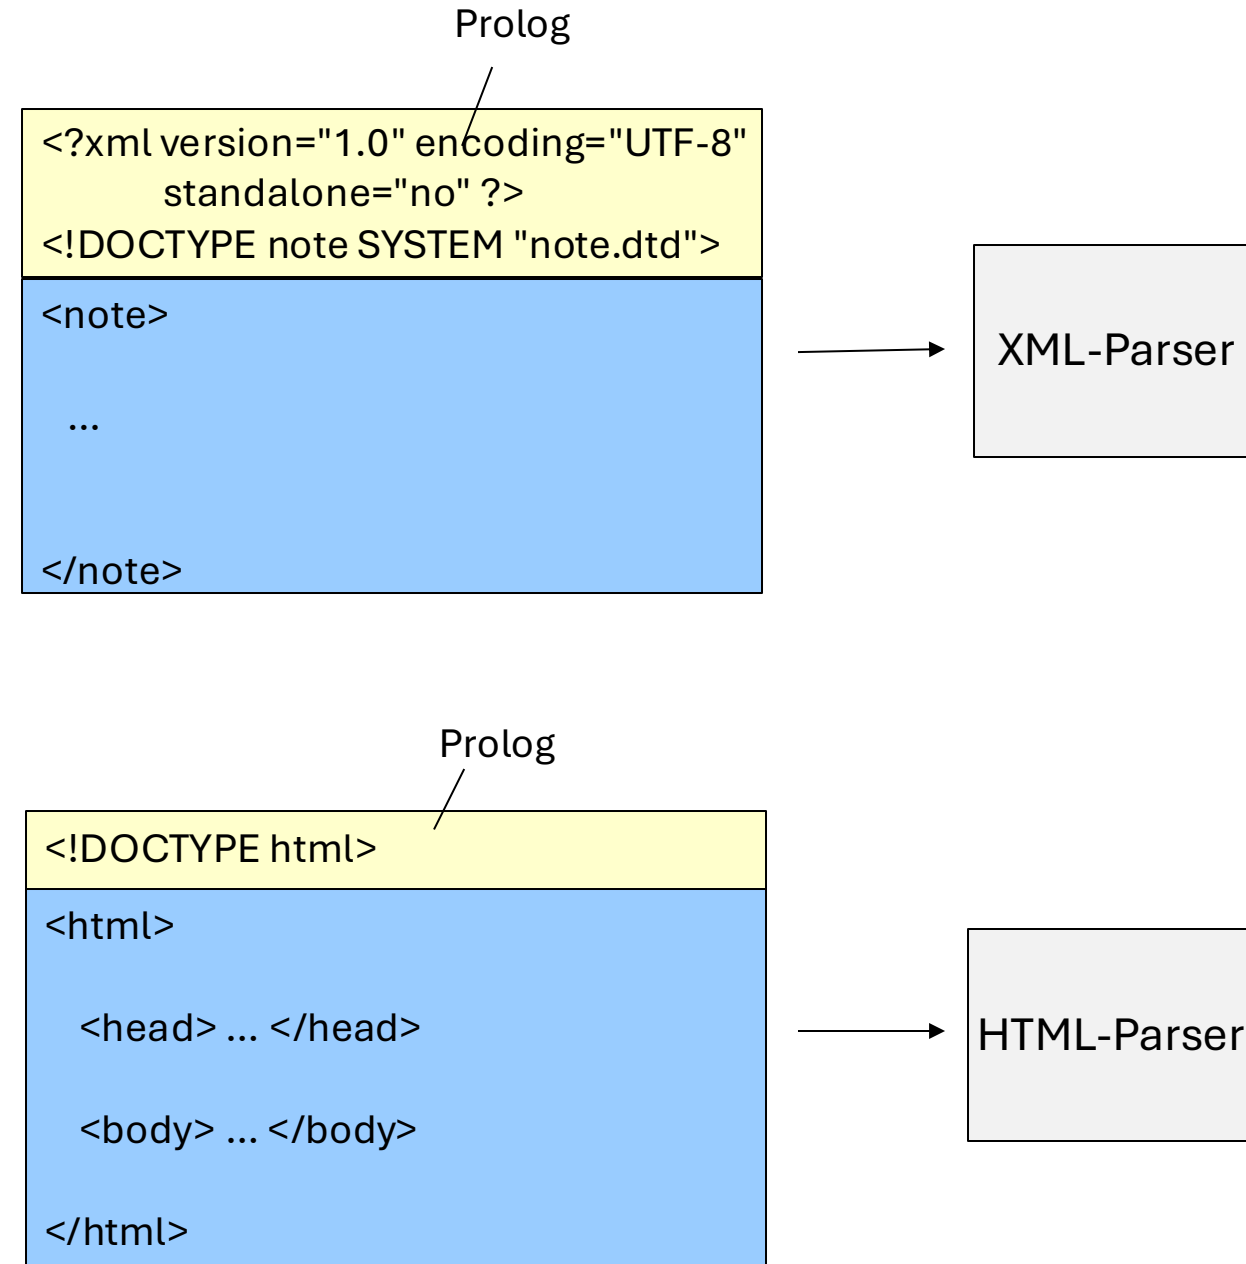 Prolog
<?xml version="1.0" encoding="UTF-8"
standalone="no" ?>
<!DOCTYPE note SYSTEM "note.dtd">
<note>
...
</note>
XML-Parser
Prolog
<!DOCTYPE html>
<html>
<head> ... </head>
<body> ... </body>
</html>
HTML-Parser